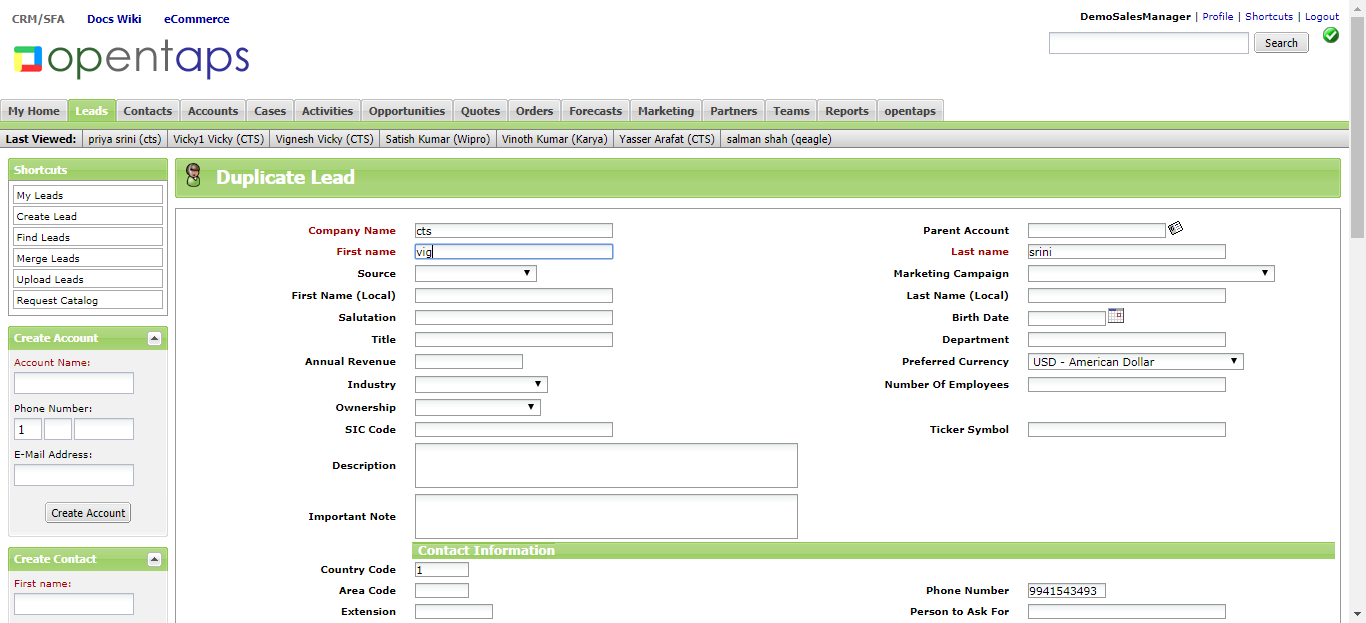 CRM/SFA Docs Wiki eCommerce
DemoSalesManager | Profile | Shortcuts | Logout
opentaps
Search
My Home Leads Contacts Accounts Cases Activities Opportunities Quotes Orders Forecasts Marketing Partners Teams Reports opentaps
Last Viewed: priya srini (cts) Vicky1 Vicky (CTS) Vignesh Vicky (CTS) Satish Kumar (Wipro) Vinoth Kumar (Karya) Yasser Arafat (CTS) salman shah (qeagle)
Shortcuts
My Leads
Create Lead
Find Leads
Merge Leads
Upload Leads
Request Catalog
Create Account
Account Name:
Phone Number:
1
E-Mail Address:
Create Account
Create Contact
First name:
Duplicate Lead
Company Name cts Parent Account
First name vig Last name srini
Source Marketing Campaign
First Name (Local) Last Name (Local)
Salutation Birth Date
Title Department
Annual Revenue Preferred Currency USD - American Dollar
Industry Number Of Employees
Ownership
SIC Code Ticker Symbol
Description
Important Note
Contact Information
Country Code 1
Area Code Phone Number 9941543493
Extension Person to Ask For